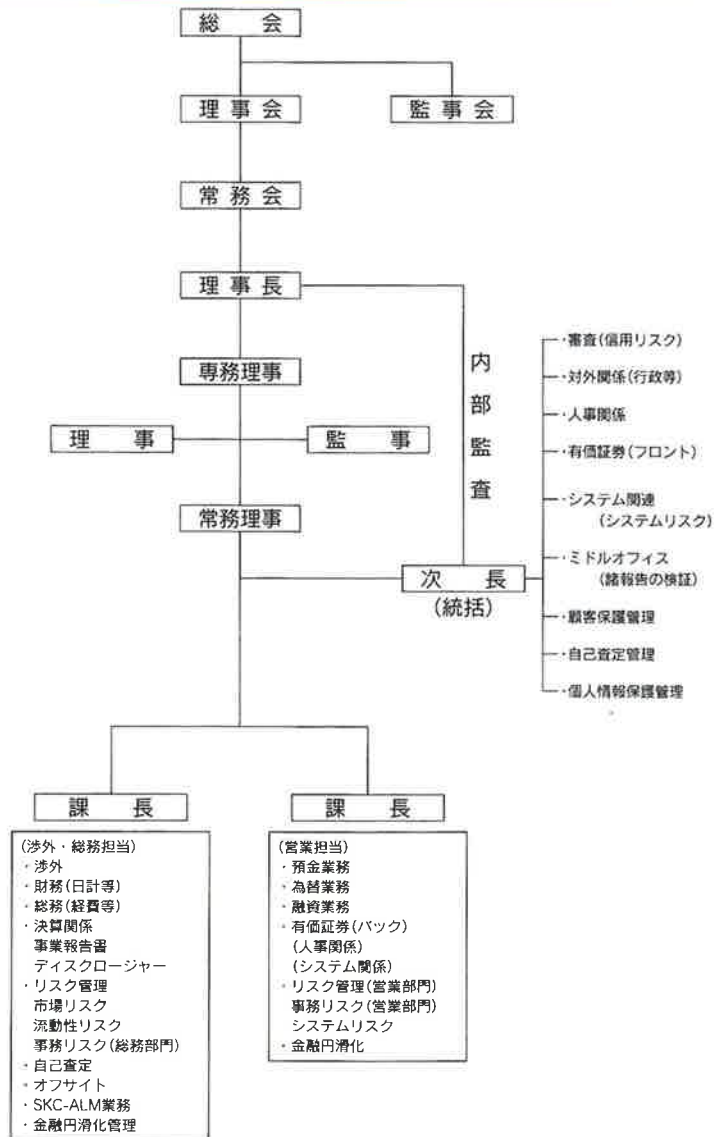 総会
理事会
監事会
常務会
理事長
専務理事
内部監査
理事
監事
常務理事
次長
(統括)
・審査(信用リスク)
・対外関係(行政等)
・人事関係
・有価証券(フロント)
・システム関連
(システムリスク)
・ミドルオフィス
(諸報告の検証)
・顧客保護管理
・自己査定管理
・個人情報保護管理
課長
(渉外・総務担当)
・渉外
・財務(日計等)
・総務(経費等)
・決算関係
事業報告書
ディスクロージャー
・リスク管理
市場リスク
流動性リスク
事務リスク(総務部門)
・自己査定
・オフサイト
・SKC-ALM業務
・金融円滑化管理
課長
(営業担当)
・預金業務
・為替業務
・融資業務
・有価証券(バック)
(人事関係)
(システム関係)
・リスク管理(営業部門)
事務リスク(営業部門)
システムリスク
・金融円滑化